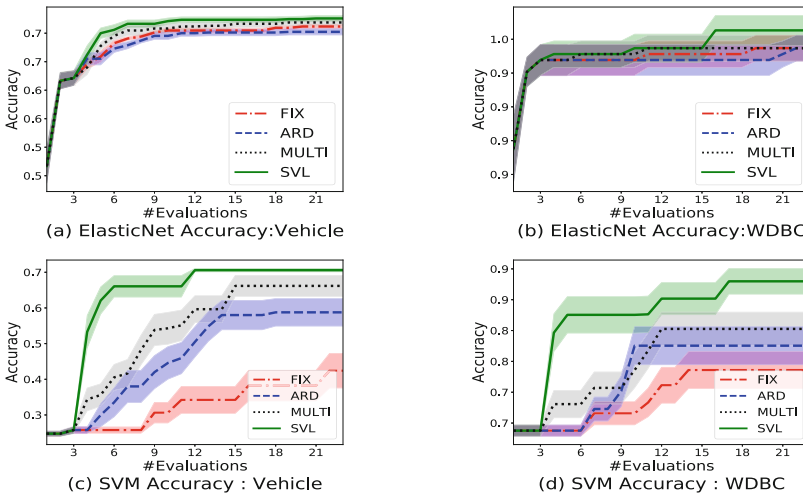 0.7
0.7
0.6
0.6
0.5
0.5
Accuracy
FIX
ARD
MULTI
SVL
3 6 9 12 15 18 21
#Evaluations
(a) ElasticNet Accuracy:Vehicle
1.0
0.9
0.9
0.9
0.9
Accuracy
FIX
ARD
MULTI
SVL
3 6 9 12 15 18 21
#Evaluations
(b) ElasticNet Accuracy:WDBC
0.7
0.6
0.5
0.4
0.3
Accuracy
FIX
ARD
MULTI
SVL
3 6 9 12 15 18 21
#Evaluations
(c) SVM Accuracy : Vehicle
0.9
0.9
0.8
0.8
0.7
0.7
Accuracy
FIX
ARD
MULTI
SVL
3 6 9 12 15 18 21
#Evaluations
(d) SVM Accuracy : WDBC